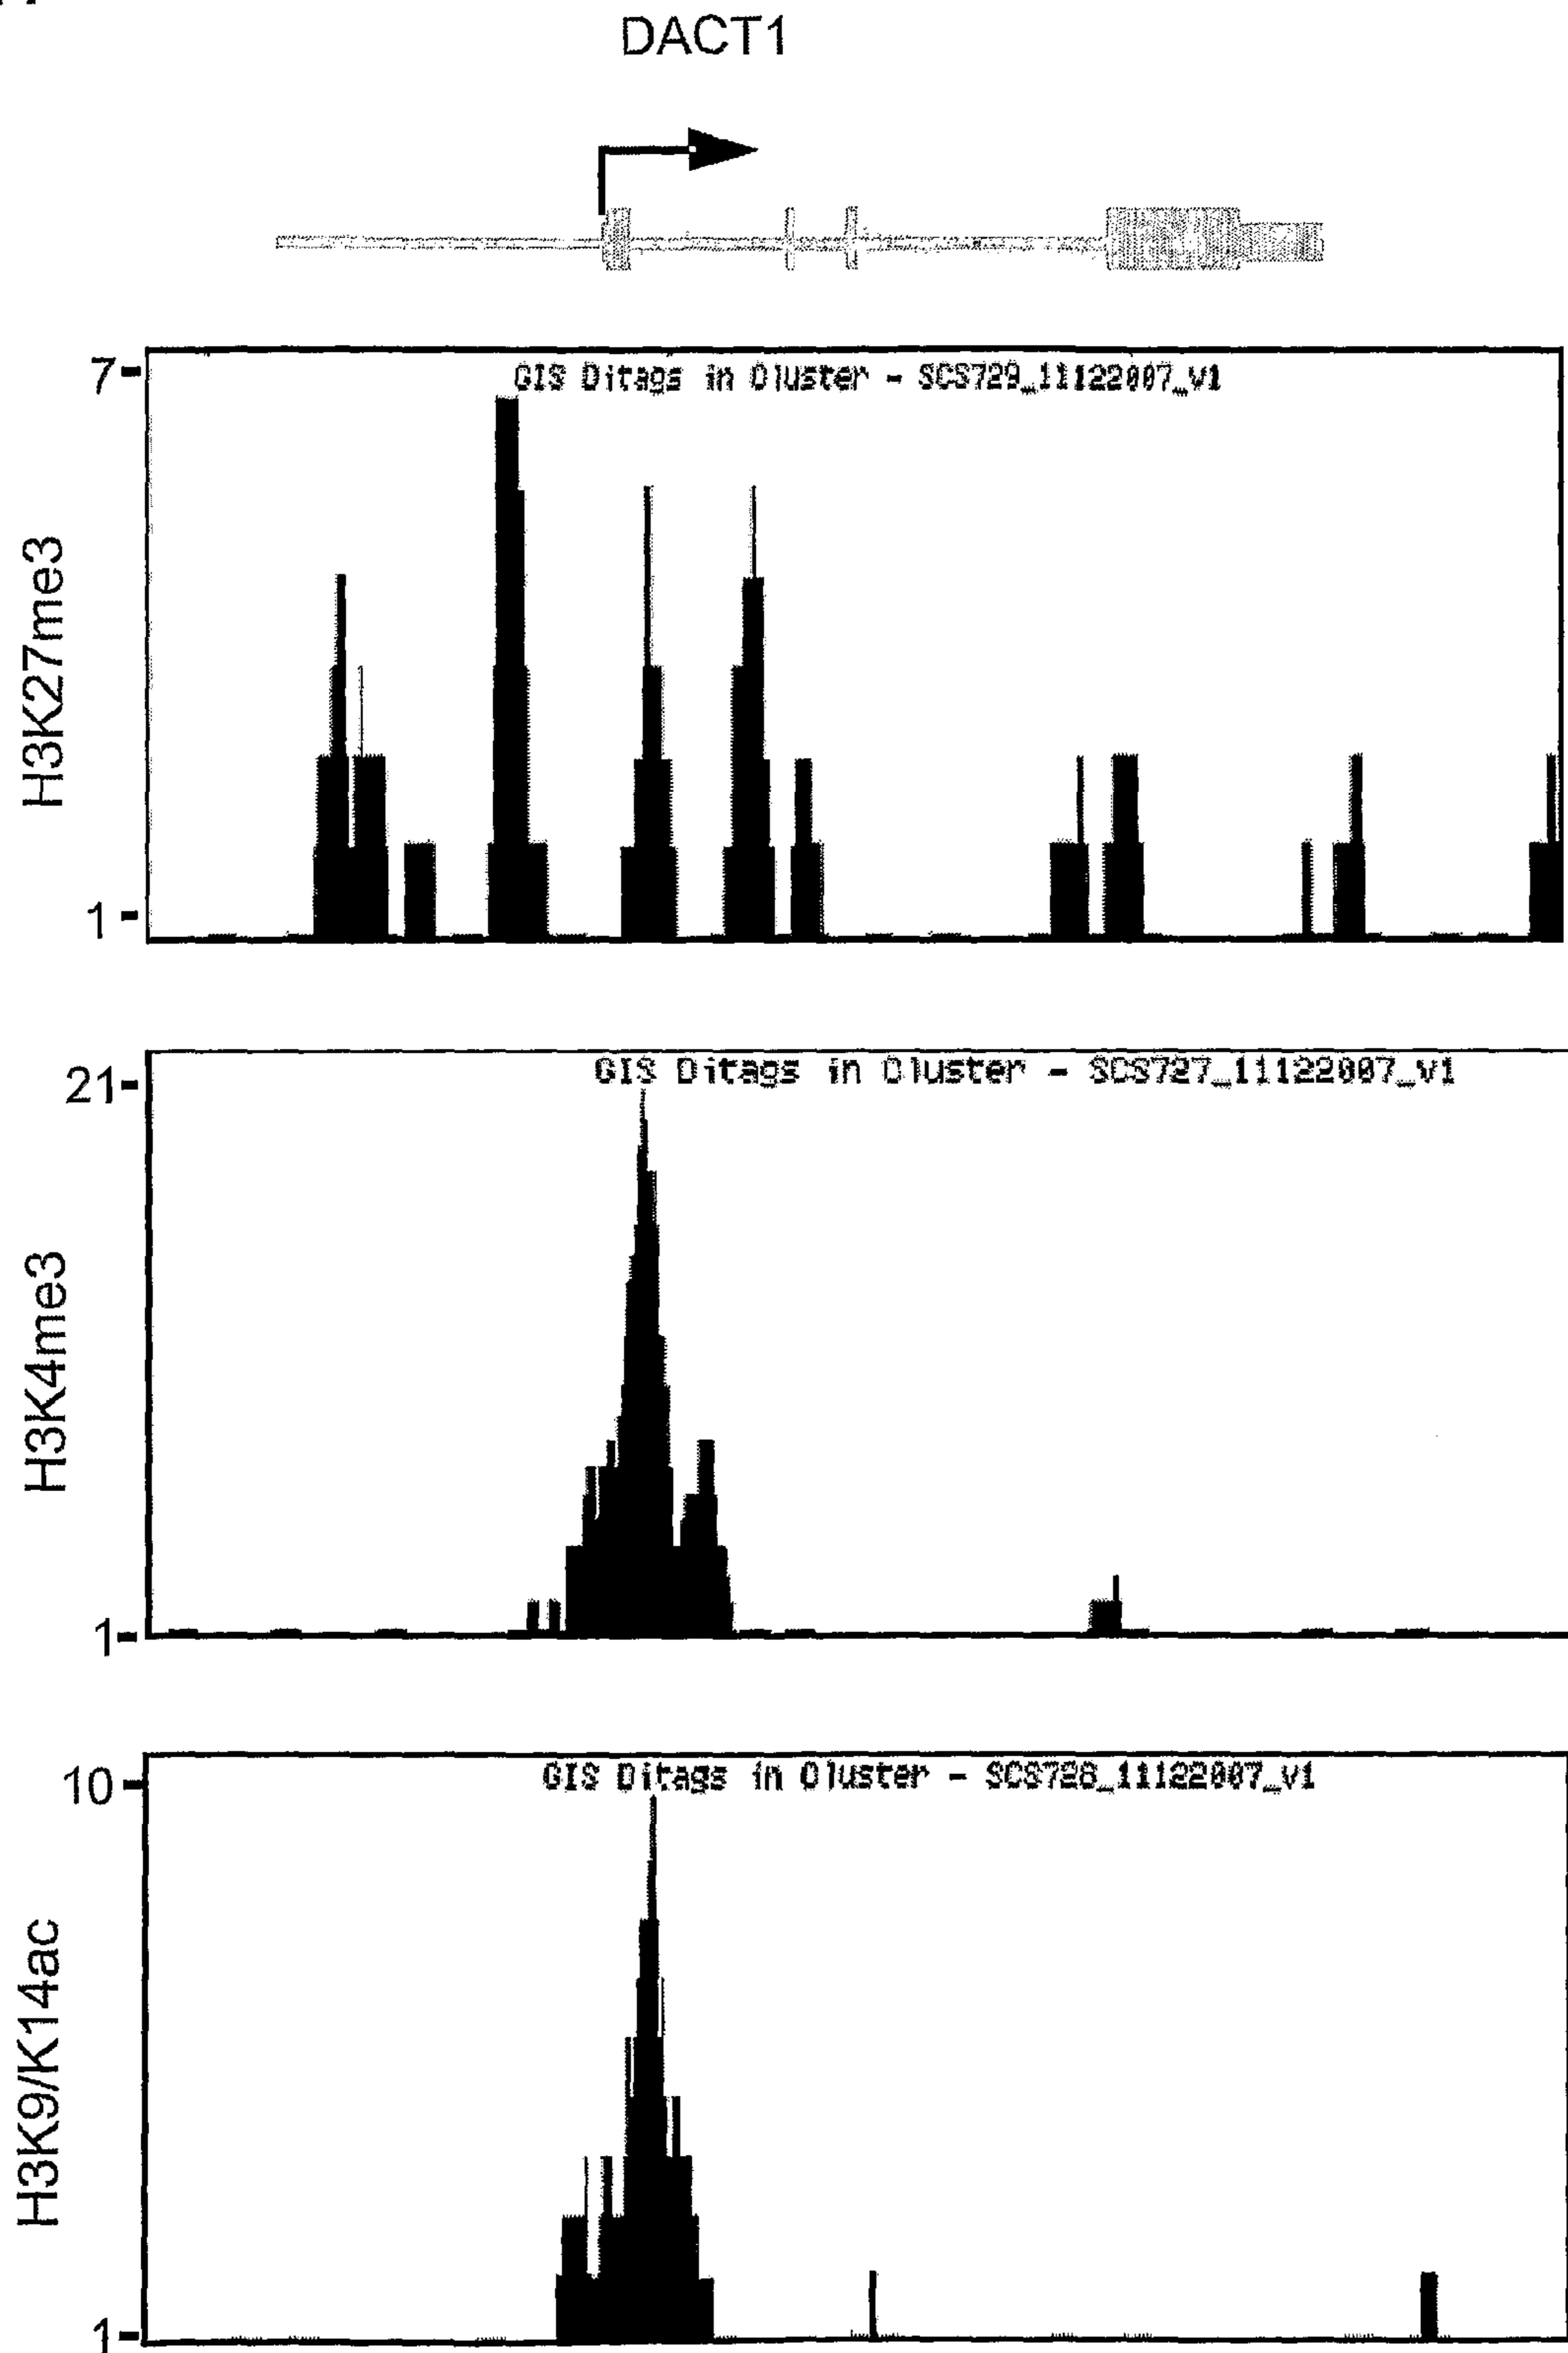 DACT1
7
GIS Ditags in Cluster - SCS729_11122007_v1
H3K27me3
1
21
GIS Ditags in Cluster - SCS727_11122007_v1
H3K4me3
1
10
GIS Ditags in Cluster - SCS728_11122007_v1
H3K9/K14ac
1